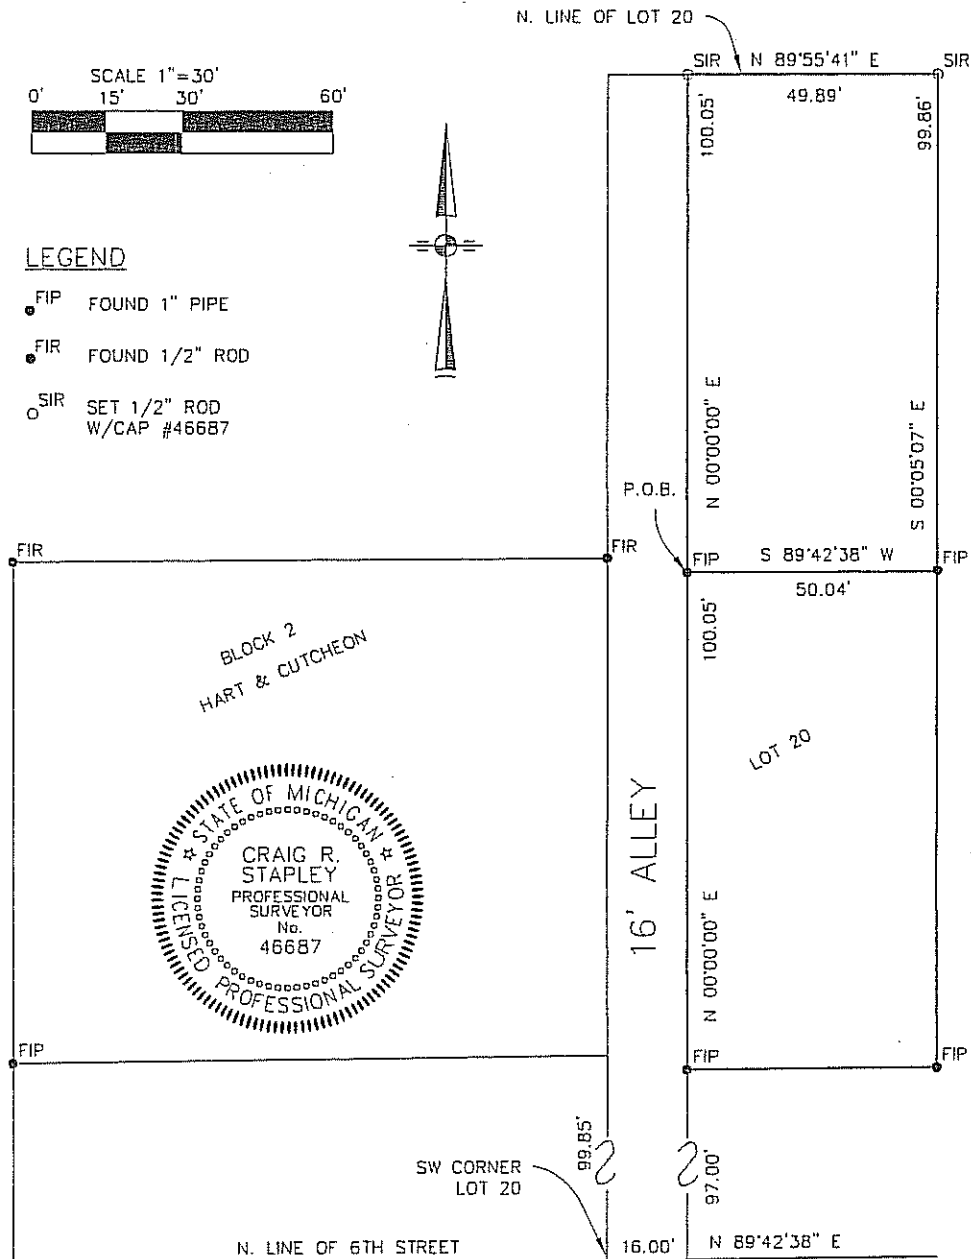 N. LINE OF LOT 20
SCALE 1"=30'
0' 15' 30' 60'
SIR N 89°55'41" E SIR
49.89'
100.05'
99.86'
LEGEND
FIP FOUND 1" PIPE
FIR FOUND 1/2" ROD
SIR SET 1/2" ROD
W/CAP #46687
N 00°00'00" E
S 00°05'07" E
P.O.B.
FIR
FIR
FIP S 89°42'38" W FIP
50.04'
100.05'
BLOCK 2
HART & CUTCHEON
LOT 20
16' ALLEY
STATE OF MICHIGAN
CRAIG R.
STAPLEY
PROFESSIONAL
SURVEYOR
No.
46687
LICENSED PROFESSIONAL SURVEYOR
N 00°00'00" E
FIP
FIP
FIP
99.85'
97.00'
SW CORNER
LOT 20
N. LINE OF 6TH STREET
16.00'
N 89°42'38" E